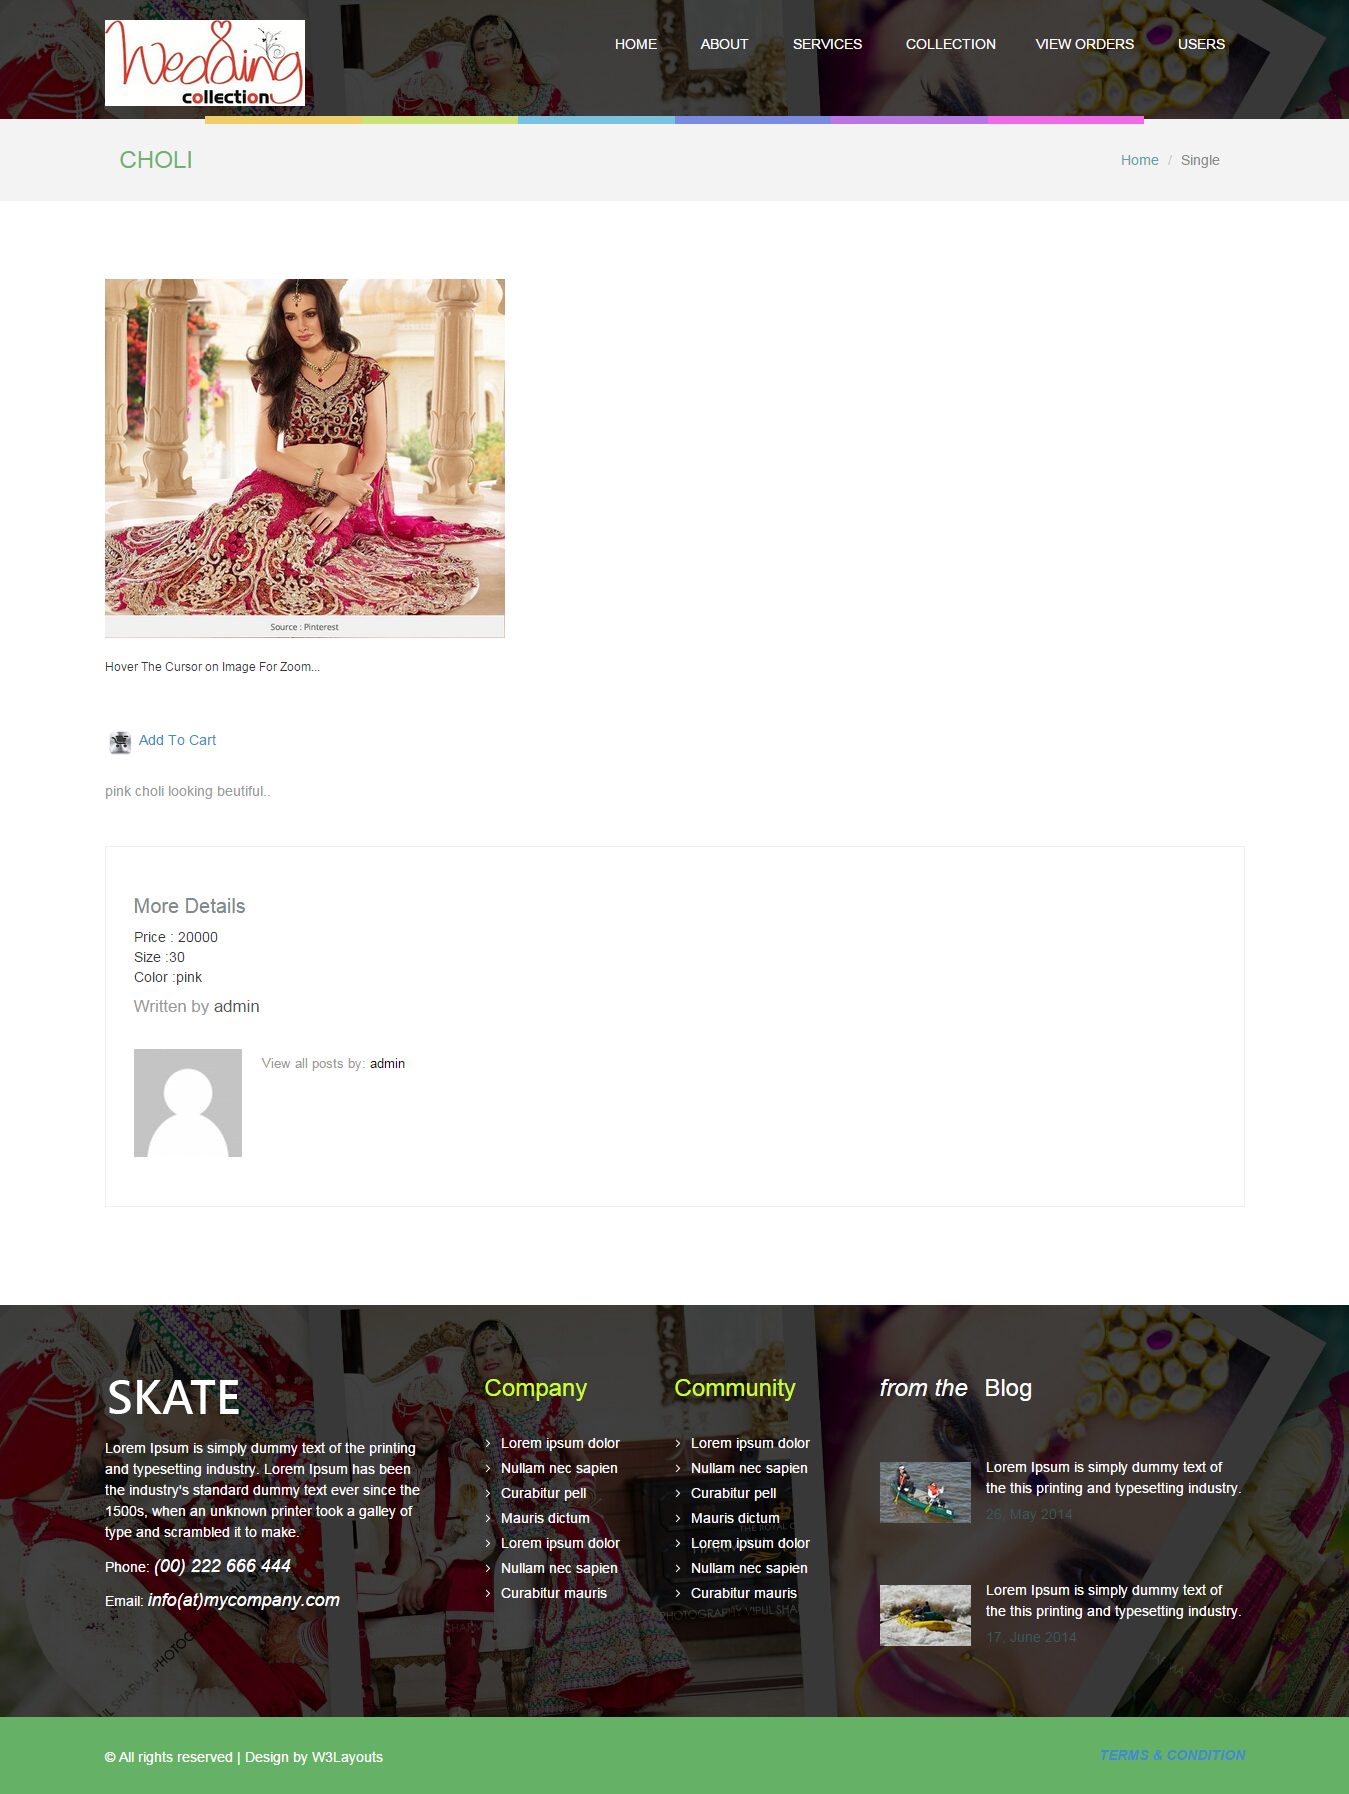 Wedding
collection
HOME
ABOUT
SERVICES
COLLECTION
VIEW ORDERS
USERS
CHOLI
Home / Single
Source : Pinterest
Hover The Cursor on Image For Zoom...
Add To Cart
pink choli looking beutiful..
More Details
Price : 20000
Size :30
Color :pink
Written by admin
View all posts by: admin
SKATE
Lorem Ipsum is simply dummy text of the printing
and typesetting industry. Lorem Ipsum has been
the industry's standard dummy text ever since the
1500s, when an unknown printer took a galley of
type and scrambled it to make.
Phone: (00) 222 666 444
Email: info(at)mycompany.com
Company
Lorem ipsum dolor
Nullam nec sapien
Curabitur pell
Mauris dictum
Lorem ipsum dolor
Nullam nec sapien
Curabitur mauris
Community
Lorem ipsum dolor
Nullam nec sapien
Curabitur pell
Mauris dictum
Lorem ipsum dolor
Nullam nec sapien
Curabitur mauris
from the Blog
Lorem Ipsum is simply dummy text of
the this printing and typesetting industry.
26, May 2014
Lorem Ipsum is simply dummy text of
the this printing and typesetting industry.
17, June 2014
© All rights reserved | Design by W3Layouts
TERMS & CONDITION